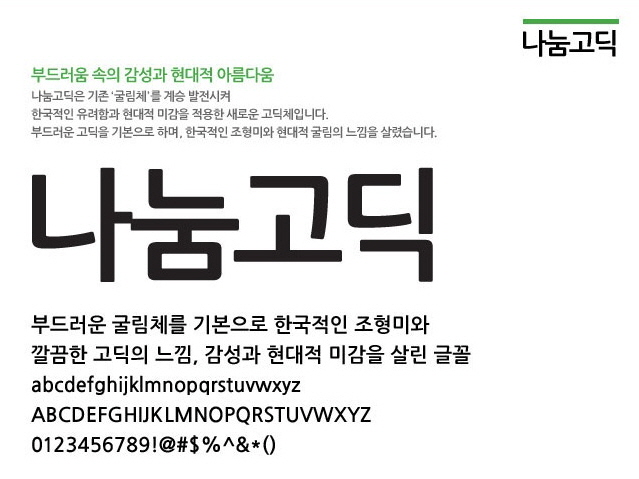 나눔고딕
부드러움 속의 감성과 현대적 아름다움
나눔고딕은 기존 '굴림체'를 계승 발전시켜
한국적인 유려함과 현대적 미감을 적용한 새로운 고딕체입니다.
부드러운 고딕을 기본으로 하며, 한국적인 조형미와 현대적 굴림의 느낌을 살렸습니다.
나눔고딕
부드러운 굴림체를 기본으로 한국적인 조형미와
깔끔한 고딕의 느낌, 감성과 현대적 미감을 살린 글꼴
abcdefghijklmnopqrstuvwxyz
ABCDEFGHIJKLMNOPQRSTUVWXYZ
0123456789!@#$%^&*()